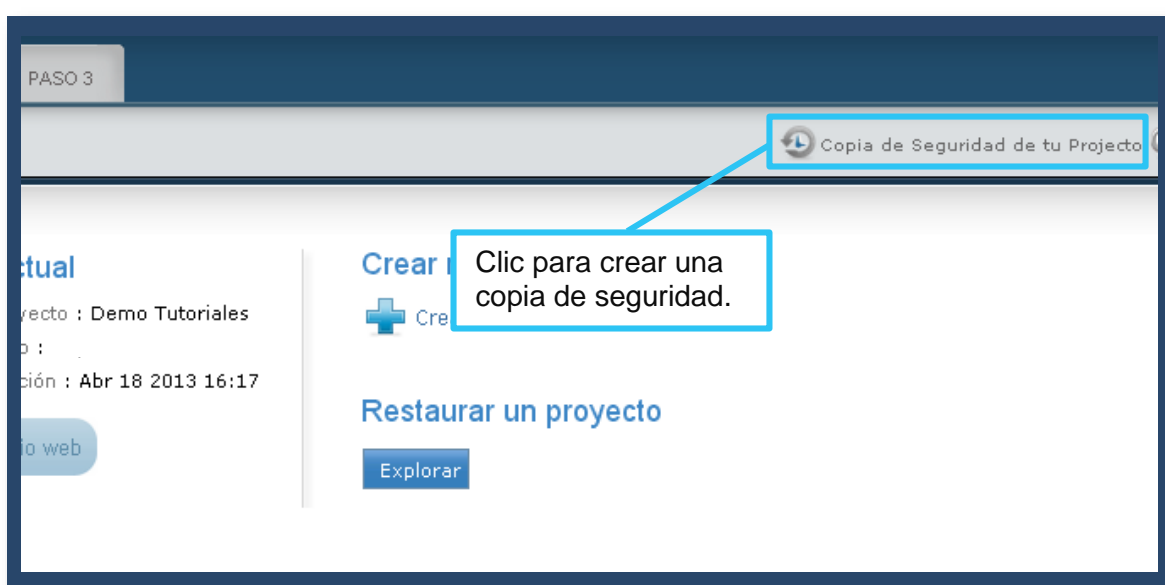 PASO 3
Copia de Seguridad de tu Projecto
Clic para crear una
copia de seguridad.
ctual
yecto : Demo Tutoriales
o :
ción : Abr 18 2013 16:17
io web
Crear
Cre
Restaurar un proyecto
Explorar